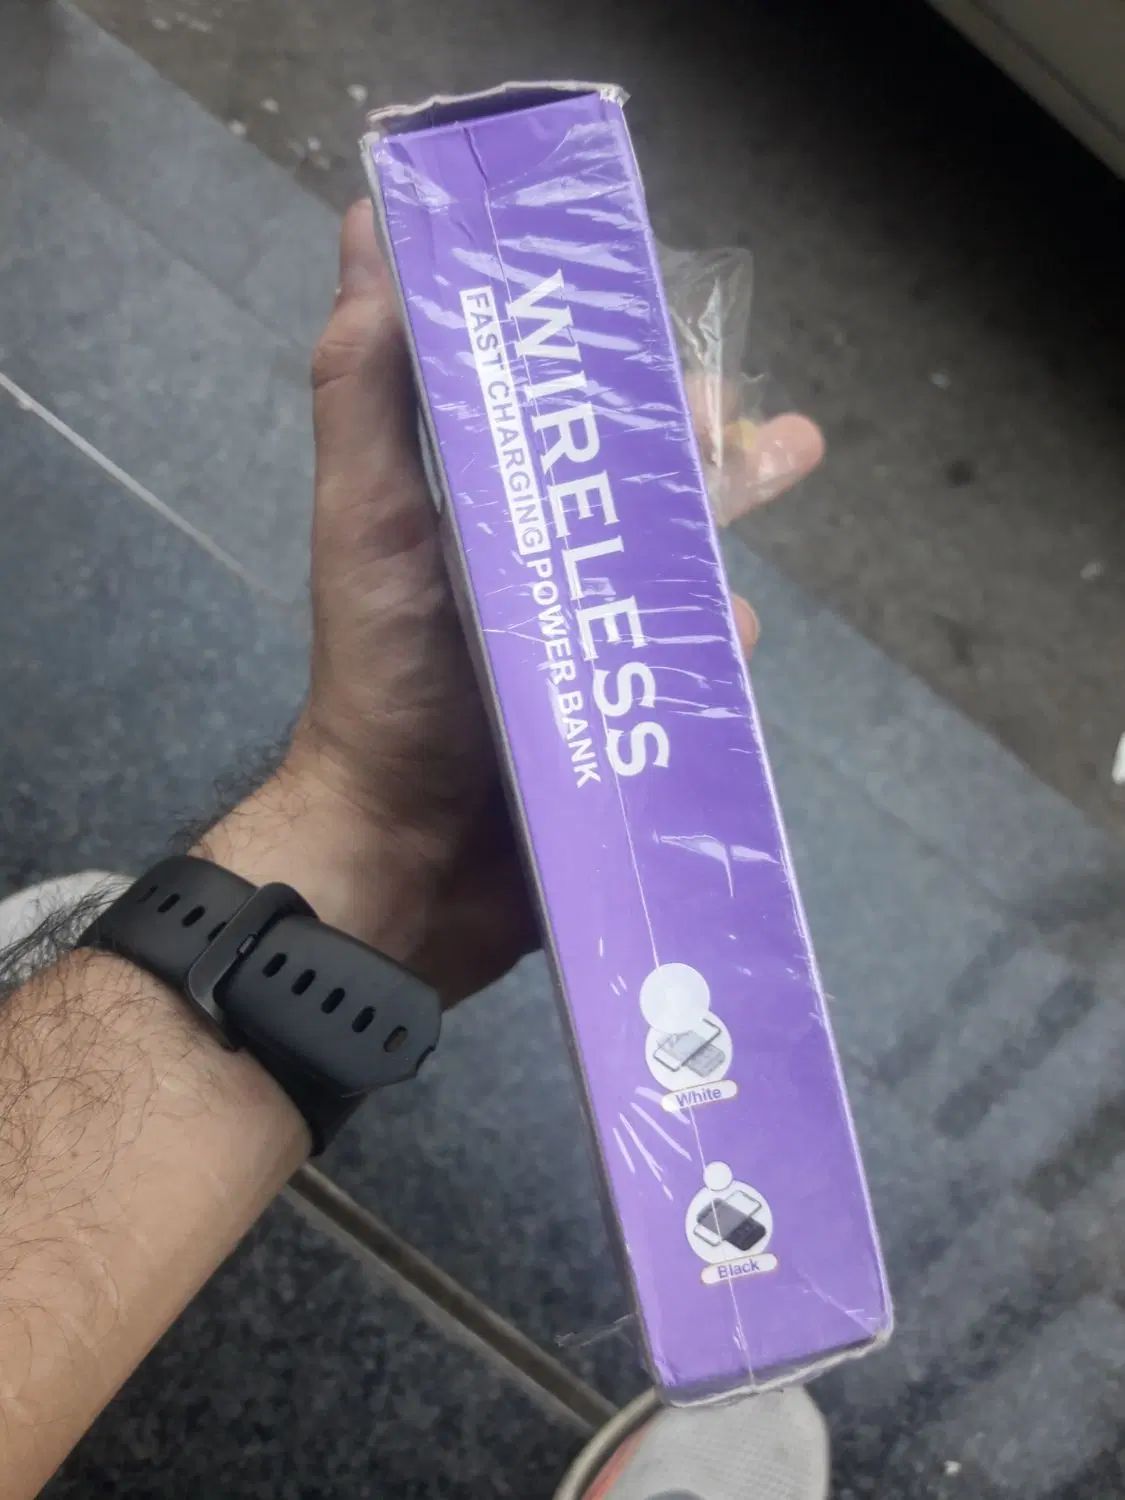 WIRELESS
FAST CHARGING POWER BANK
White
Black